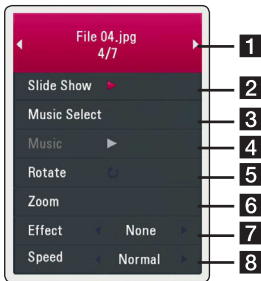 File 04.jpg
4/7
1
Slide Show
2
Music Select
3
Music
4
Rotate
5
Zoom
6
Effect None
7
Speed Normal
8